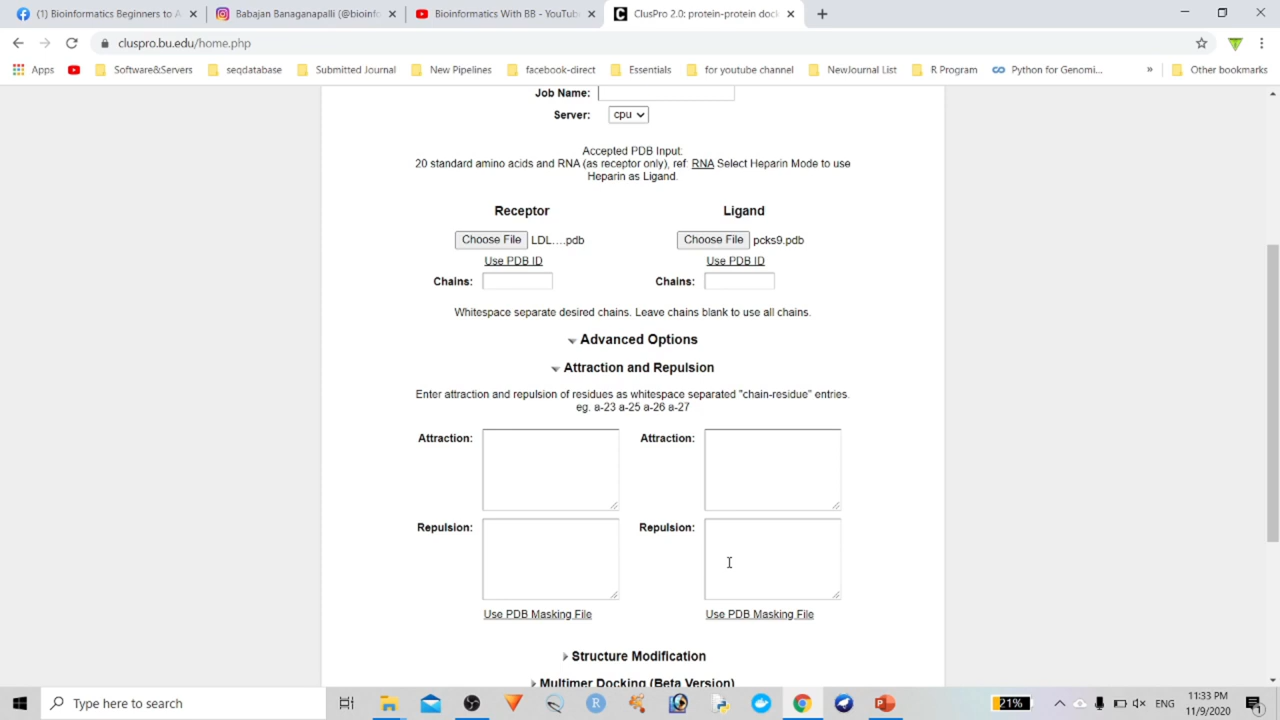 (1) Bioinformatics Beginners to A
Babajan Banaganapalli (@bioinf
Bioinformatics With BB - YouTub
ClusPro 2.0: protein-protein dock
cluspro.bu.edu/home.php
Apps
Software&Servers
seqdatabase
Submitted Journal
New Pipelines
facebook-direct
Essentials
for youtube channel
NewJournal List
R Program
Python for Genomi...
»
Other bookmarks
Job Name:
Server: cpu
Accepted PDB Input:
20 standard amino acids and RNA (as receptor only), ref: RNA Select Heparin Mode to use
Heparin as Ligand.
Receptor Ligand
Choose File LDL....pdb Choose File pcks9.pdb
Use PDB ID Use PDB ID
Chains: Chains:
Whitespace separate desired chains. Leave chains blank to use all chains.
Advanced Options
Attraction and Repulsion
Enter attraction and repulsion of residues as whitespace separated "chain-residue" entries.
eg. a-23 a-25 a-26 a-27
Attraction: Attraction:
Repulsion: Repulsion:
Use PDB Masking File Use PDB Masking File
Structure Modification
Multimer Docking (Beta Version)
Type here to search
21%
ENG
11:33 PM
11/9/2020
1